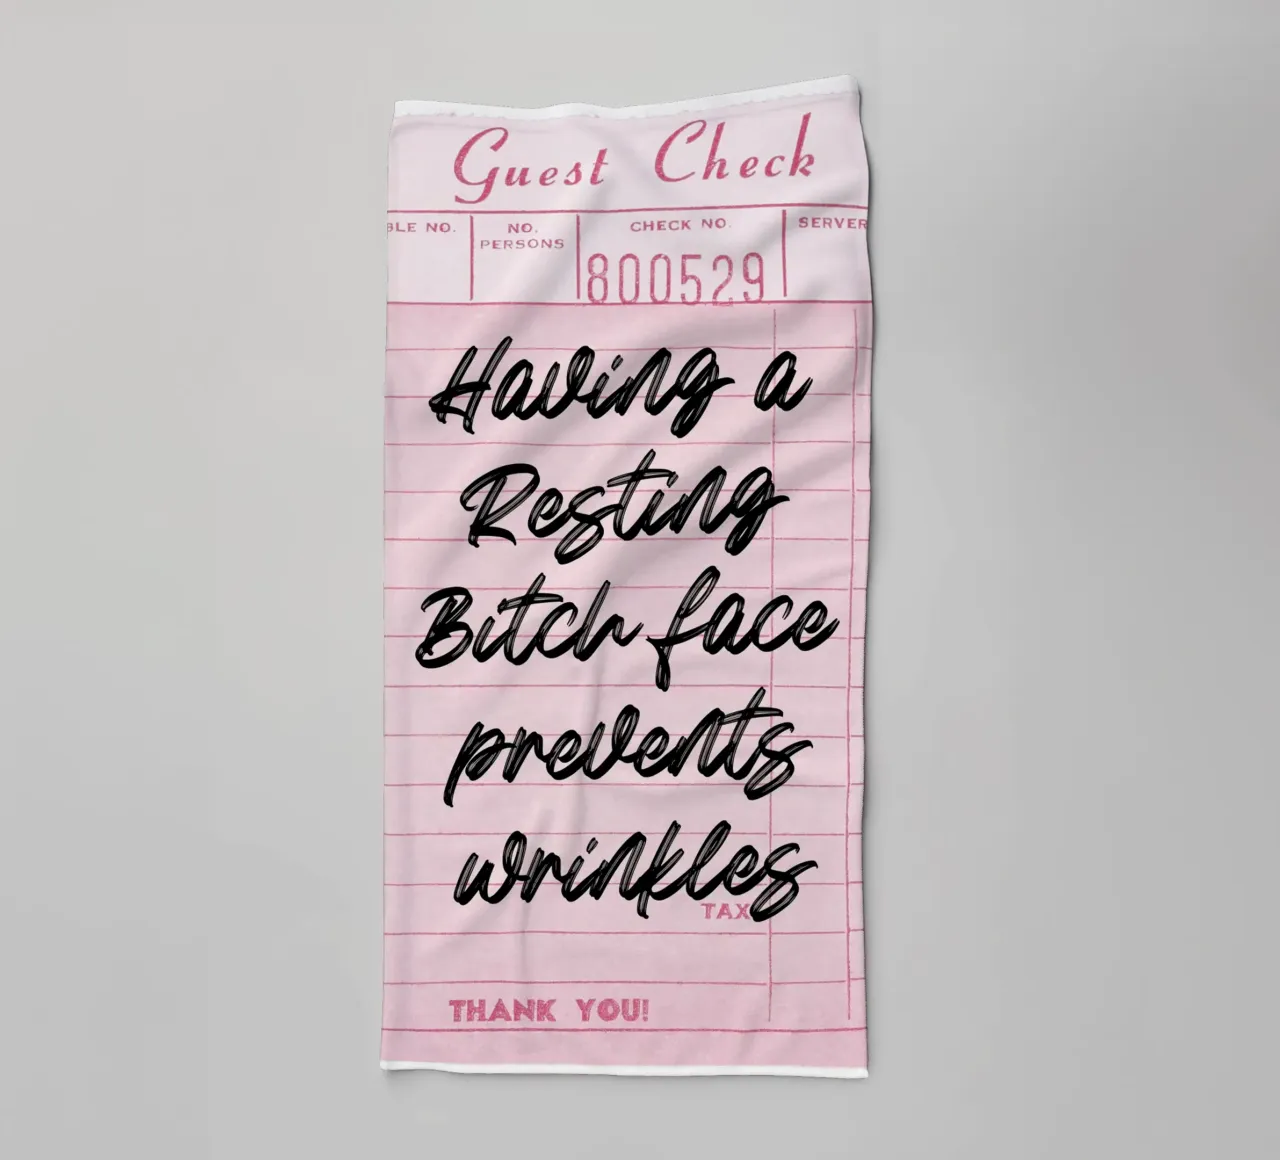 Guest Check
BLE NO. NO. PERSONS CHECK NO. SERVER
800529
Having a
Resting
Bitch face
prevents
wrinkles
TAX
THANK YOU!